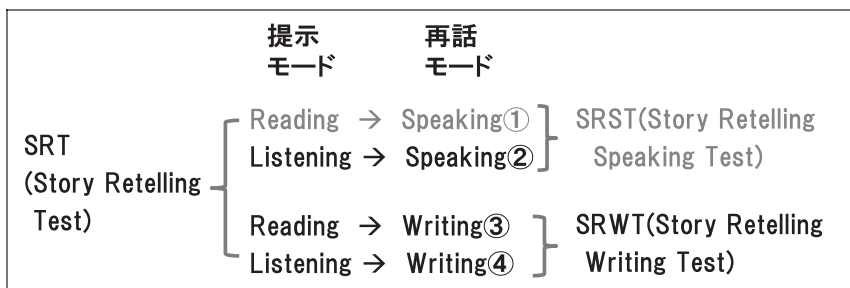 提示 再話
モード モード
Reading → Speaking① SRST(Story Retelling
SRT Listening → Speaking② Speaking Test)
(Story Retelling
Test) Reading → Writing③ SRWT(Story Retelling
Listening → Writing④ Writing Test)